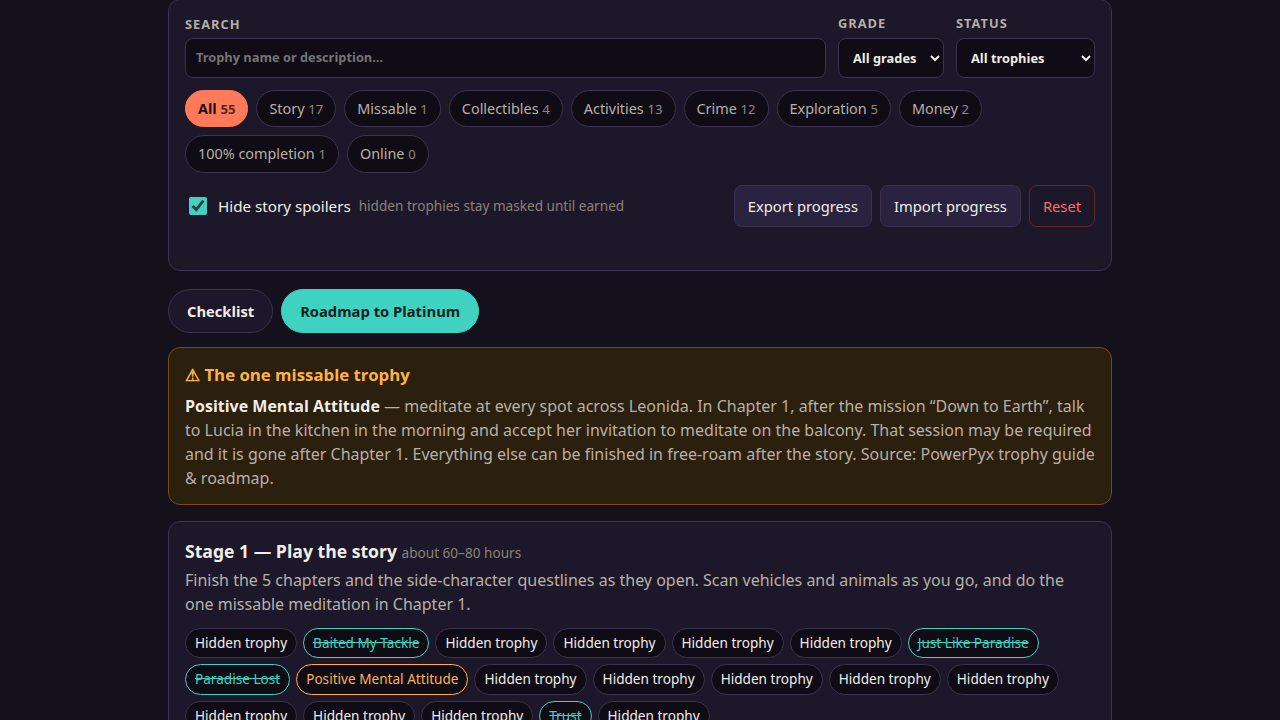 SEARCH
GRADE
STATUS
Trophy name or description...
All grades
All trophies
All 55
Story 17
Missable 1
Collectibles 4
Activities 13
Crime 12
Exploration 5
Money 2
100% completion 1
Online 0
Hide story spoilers hidden trophies stay masked until earned
Export progress
Import progress
Reset
Checklist
Roadmap to Platinum
⚠ The one missable trophy
Positive Mental Attitude — meditate at every spot across Leonida. In Chapter 1, after the mission “Down to Earth”, talk
to Lucia in the kitchen in the morning and accept her invitation to meditate on the balcony. That session may be required
and it is gone after Chapter 1. Everything else can be finished in free-roam after the story. Source: PowerPyx trophy guide
& roadmap.
Stage 1 — Play the story about 60–80 hours
Finish the 5 chapters and the side-character questlines as they open. Scan vehicles and animals as you go, and do the
one missable meditation in Chapter 1.
Hidden trophy Baited My Tackle Hidden trophy Hidden trophy Hidden trophy Hidden trophy Just Like Paradise
Paradise Lost Positive Mental Attitude Hidden trophy Hidden trophy Hidden trophy Hidden trophy Hidden trophy
Hidden trophy Hidden trophy Hidden trophy Trust Hidden trophy